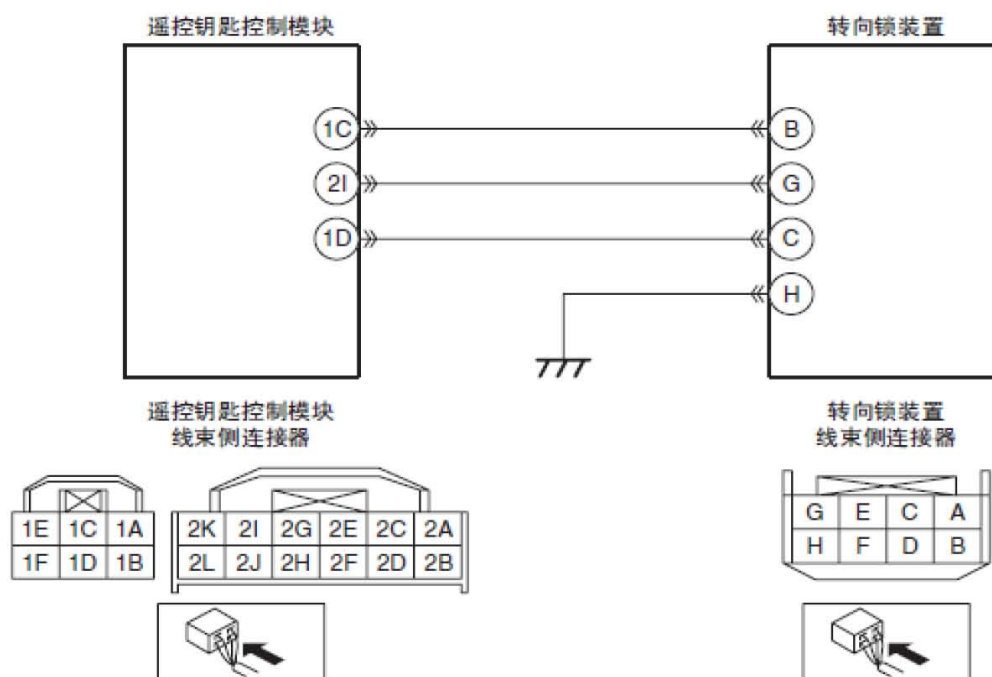 遥控钥匙控制模块 转向锁装置
1C B
2I G
1D C
H
遥控钥匙控制模块 转向锁装置
线束侧连接器 线束侧连接器
1E 1C 1A 2K 2I 2G 2E 2C 2A G E C A
1F 1D 1B 2L 2J 2H 2F 2D 2B H F D B